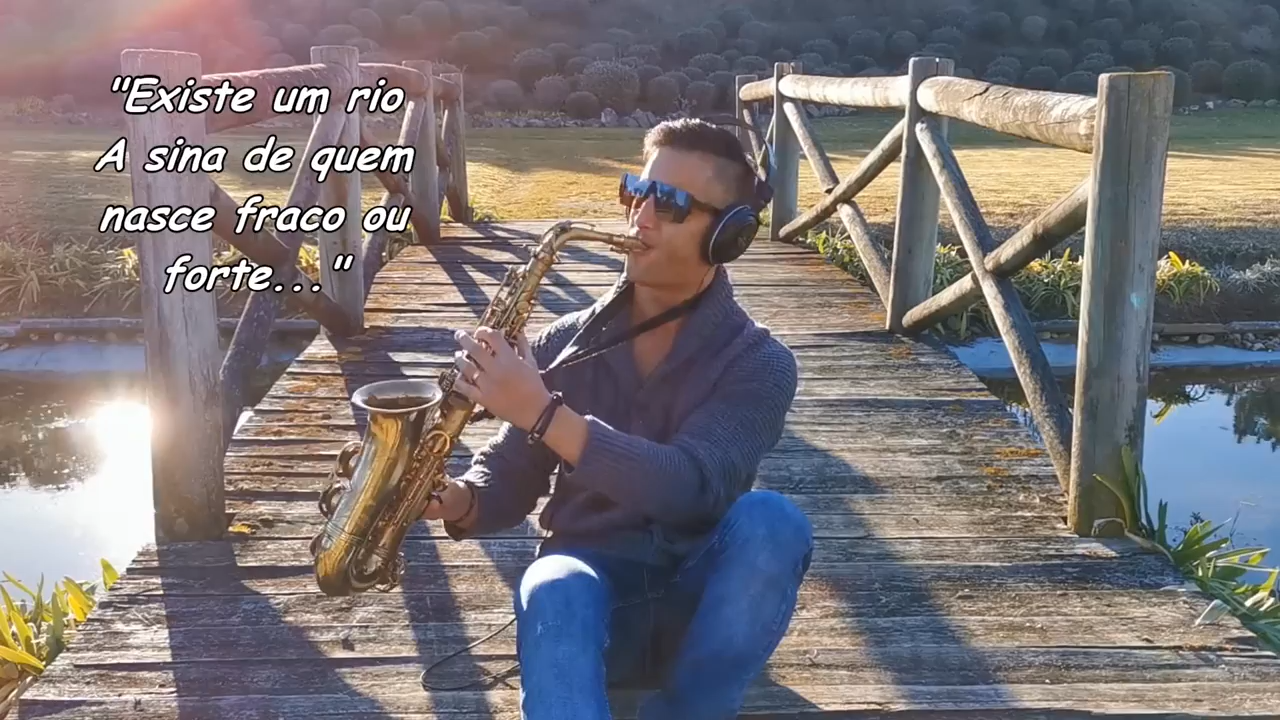 "Existe um rio
A sina de quem
nasce fraco ou
forte..."